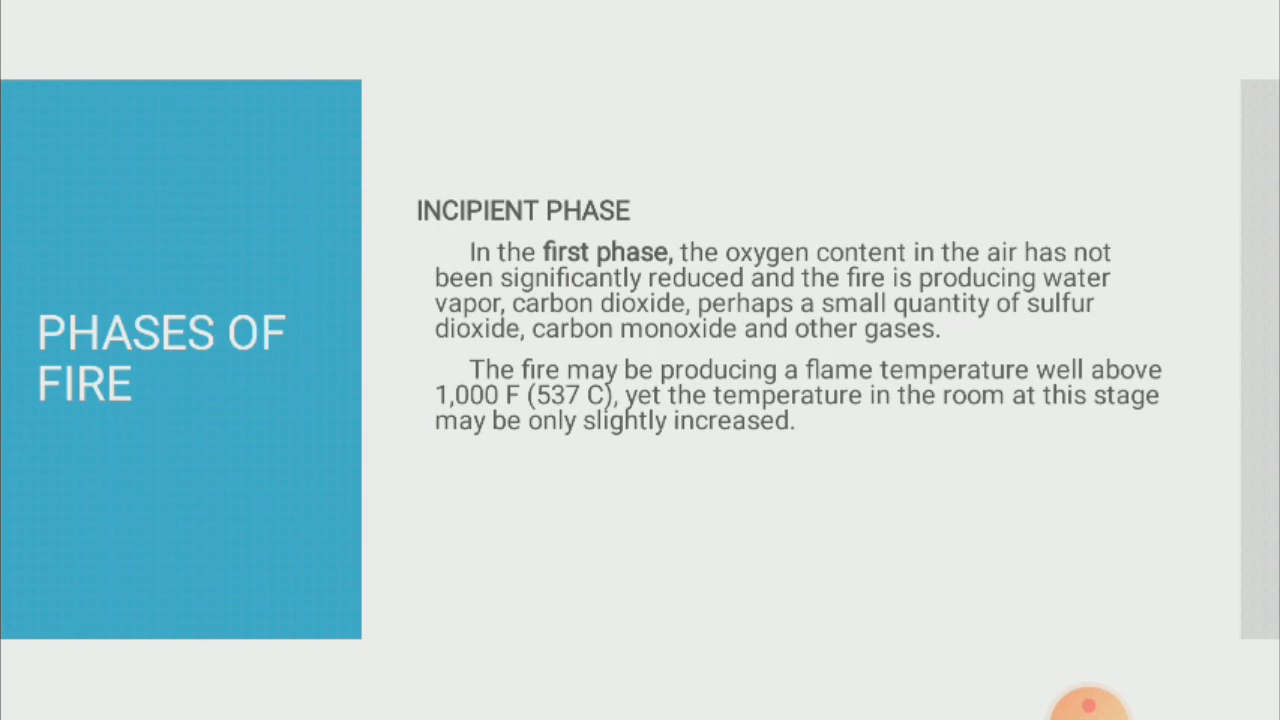 PHASES OF
FIRE
INCIPIENT PHASE
In the first phase, the oxygen content in the air has not
been significantly reduced and the fire is producing water
vapor, carbon dioxide, perhaps a small quantity of sulfur
dioxide, carbon monoxide and other gases.
The fire may be producing a flame temperature well above
1,000 F (537 C), yet the temperature in the room at this stage
may be only slightly increased.